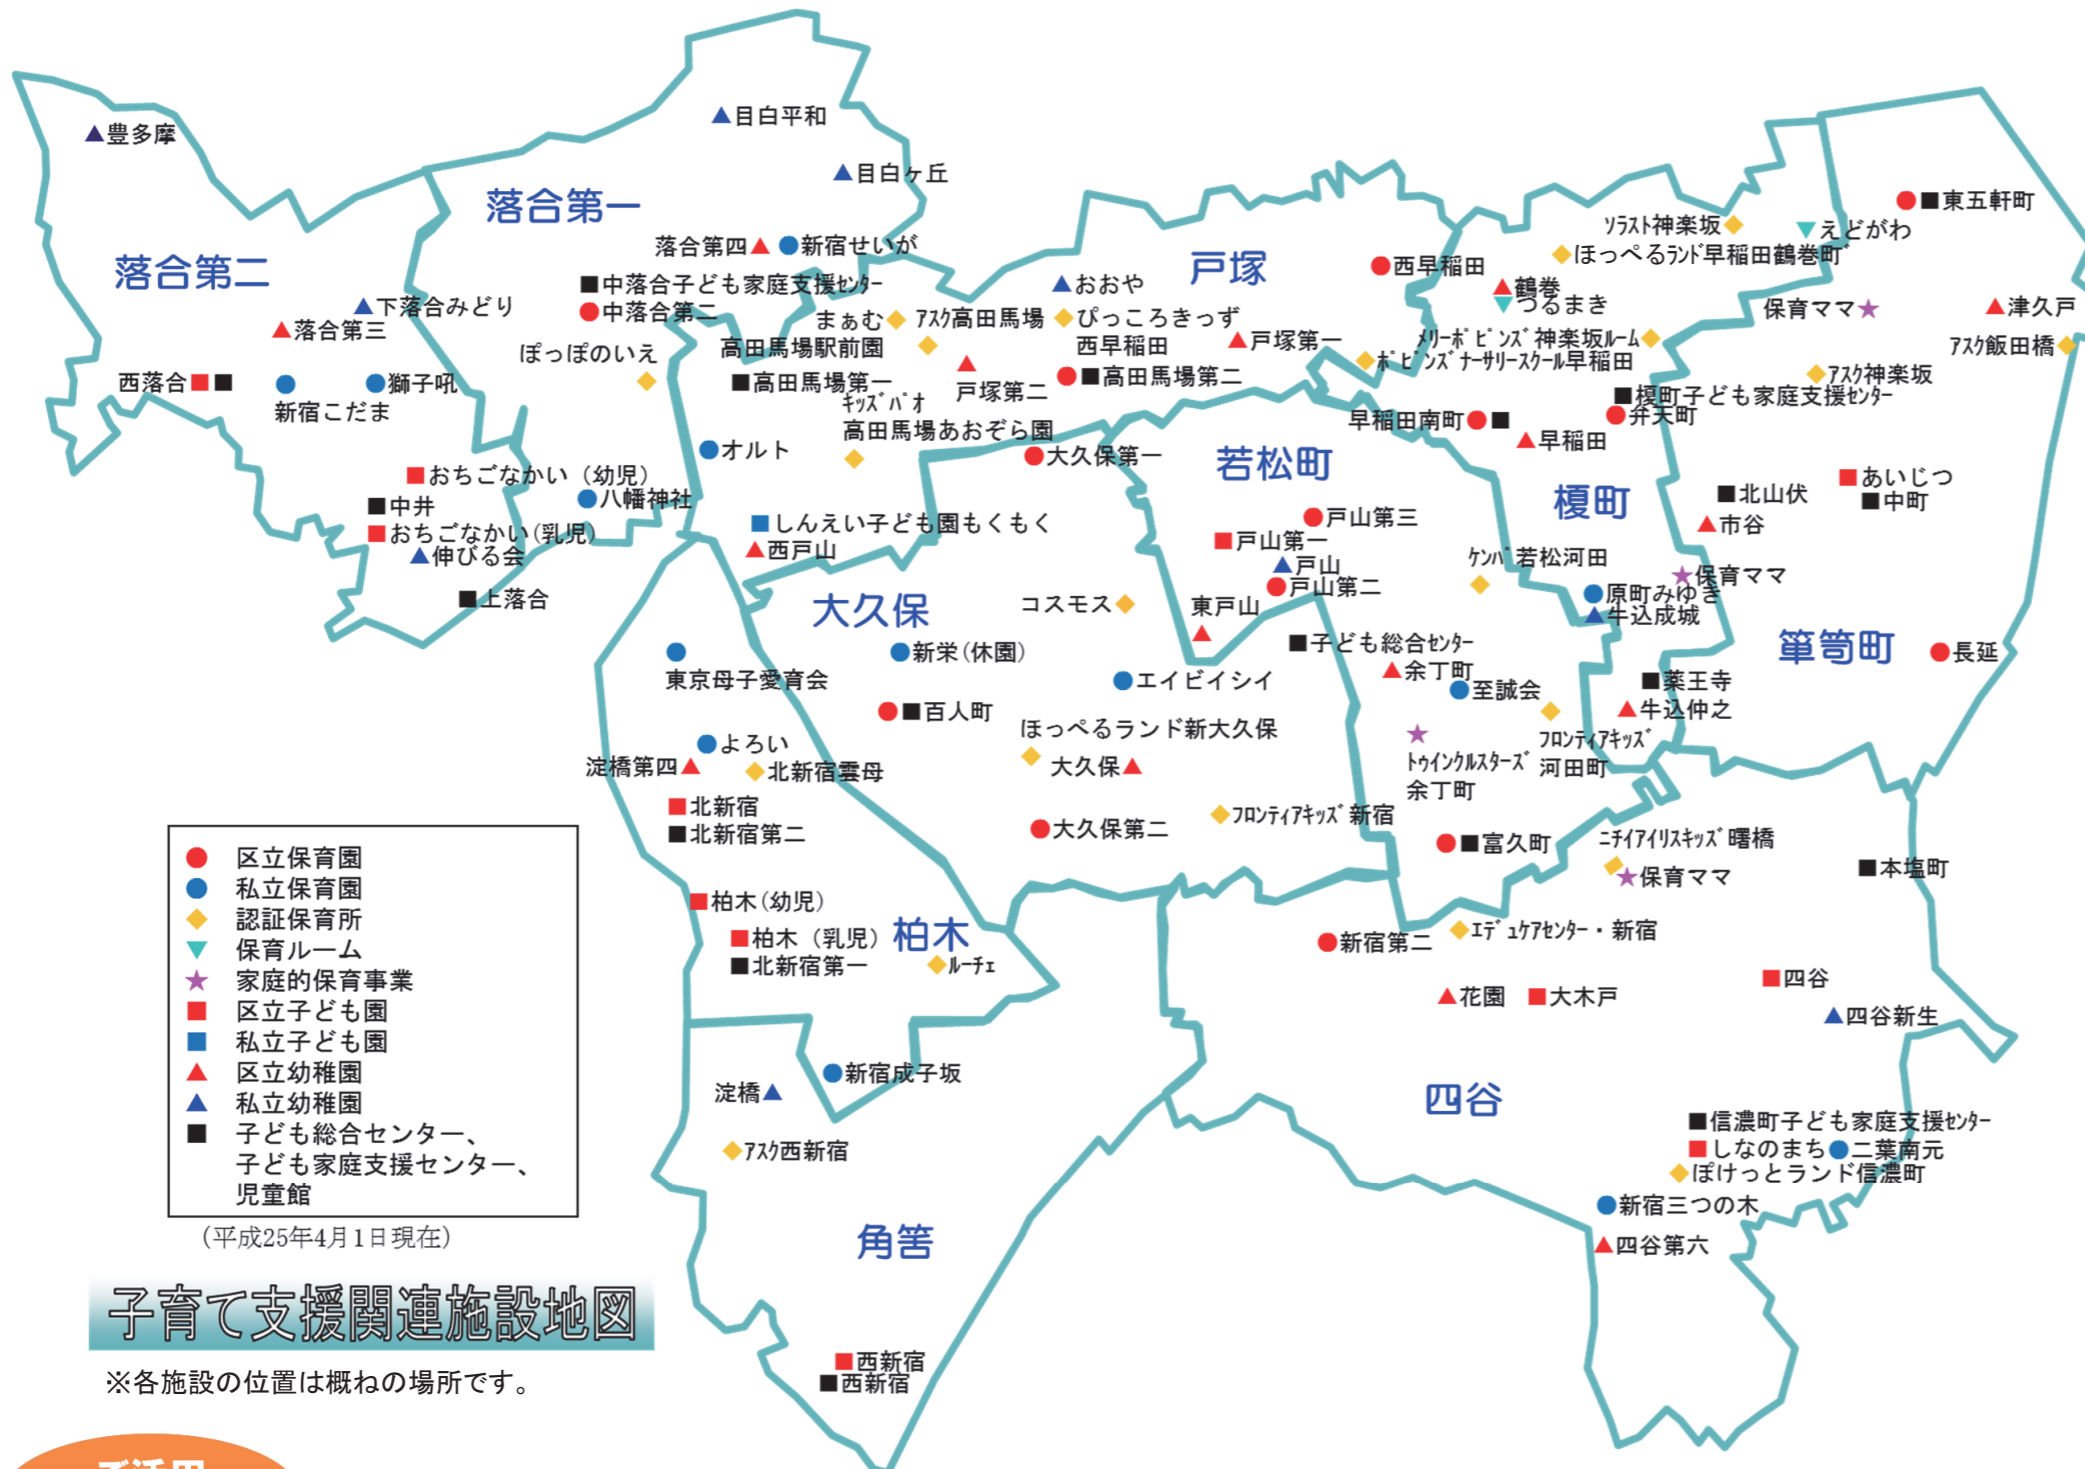 豊多摩
目白平和
目白ヶ丘
落合第一
落合第二
落合第四
新宿せいが
中落合子ども家庭支援ｾﾝﾀｰ
中落合第二
下落合みどり
落合第三
ぽっぽのいえ
西落合
新宿こだま
獅子吼
おちごなかい（幼児）
中井
おちごなかい(乳児)
伸びる会
上落合
八幡神社
戸塚
西早稲田
おおや
まぁむ
ｱｽｸ高田馬場
高田馬場駅前園
ぴっころきっず
西早稲田
戸塚第一
戸塚第二
高田馬場第一
高田馬場第二
ｷｯｽﾞﾊﾟｵ
高田馬場あおぞら園
オルト
しんえい子ども園もくもく
西戸山
ｿﾗｽﾄ神楽坂
えどがわ
東五軒町
ほっぺるﾗﾝﾄﾞ早稲田鶴巻町
鶴巻
つるまき
保育ママ
津久戸
ﾒﾘｰﾎﾟﾋﾟﾝｽﾞ神楽坂ルーム
ｱｽｸ飯田橋
ﾎﾟﾋﾟﾝｽﾞﾅｰｻﾘｰｽｸｰﾙ早稲田
ｱｽｸ神楽坂
榎町子ども家庭支援ｾﾝﾀｰ
弁天町
早稲田南町
早稲田
榎町
あいじつ
北山伏
中町
市谷
保育ママ
原町みゆき
牛込成城
箪笥町
長延
薬王寺
牛込仲之
大久保第一
若松町
戸山第三
戸山第一
戸山
戸山第二
東戸山
ｹﾝﾊﾟ若松河田
子ども総合ｾﾝﾀｰ
余丁町
至誠会
ﾌﾛﾝﾃｨｱｷｯｽﾞ
河田町
ﾄｩｲﾝｸﾙｽﾀｰｽﾞ
余丁町
富久町
大久保
コスモス
新栄(休園)
エイビイシイ
百人町
ほっぺるランド新大久保
大久保
大久保第二
ﾌﾛﾝﾃｨｱｷｯｽﾞ新宿
東京母子愛育会
よろい
淀橋第四
北新宿雲母
北新宿
北新宿第二
柏木(幼児)
柏木（乳児）
柏木
北新宿第一
ﾙｰﾁｪ
新宿成子坂
淀橋
ｱｽｸ西新宿
角筈
西新宿
西新宿
ﾆﾁｲｱｲﾘｽｷｯｽﾞ曙橋
保育ママ
本塩町
ｴﾃﾞｭｹｱｾﾝﾀｰ・新宿
新宿第二
四谷
花園
大木戸
四谷新生
四谷
信濃町子ども家庭支援ｾﾝﾀｰ
しなのまち
二葉南元
ぽけっとランド信濃町
新宿三つの木
四谷第六
区立保育園
私立保育園
認証保育所
保育ルーム
家庭的保育事業
区立子ども園
私立子ども園
区立幼稚園
私立幼稚園
子ども総合センター、
子ども家庭支援センター、
児童館
（平成25年4月1日現在）
子育て支援関連施設地図
※各施設の位置は概ねの場所です。
ご活用